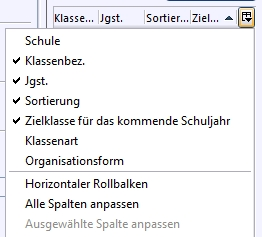 Klasse... Jgst. Sortier... Ziel...
Schule
Klassenbez.
Jgst.
Sortierung
Zielklasse für das kommende Schuljahr
Klassenart
Organisationsform
Horizontaler Rollbalken
Alle Spalten anpassen
Ausgewählte Spalte anpassen